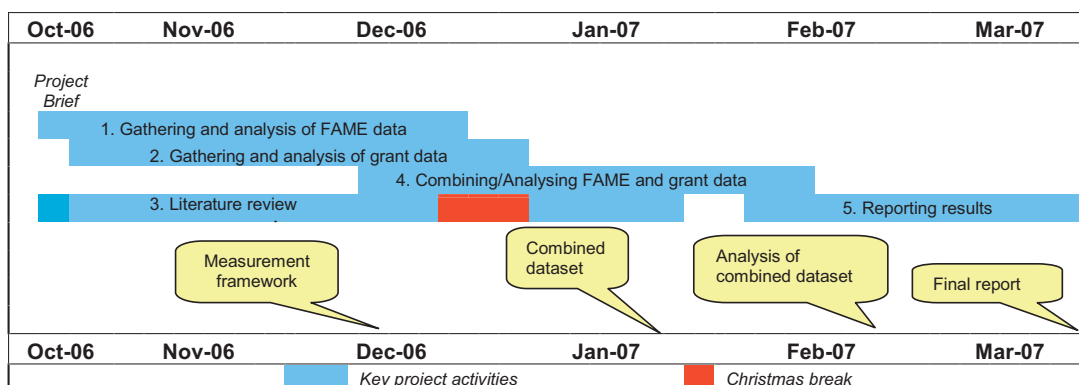 Oct-06 Nov-06 Dec-06 Jan-07 Feb-07 Mar-07
Project
Brief
1. Gathering and analysis of FAME data
2. Gathering and analysis of grant data
4. Combining/Analysing FAME and grant data
3. Literature review 5. Reporting results
Measurement
framework
Combined
dataset
Analysis of
combined dataset
Final report
Oct-06 Nov-06 Dec-06 Jan-07 Feb-07 Mar-07
Key project activities Christmas break